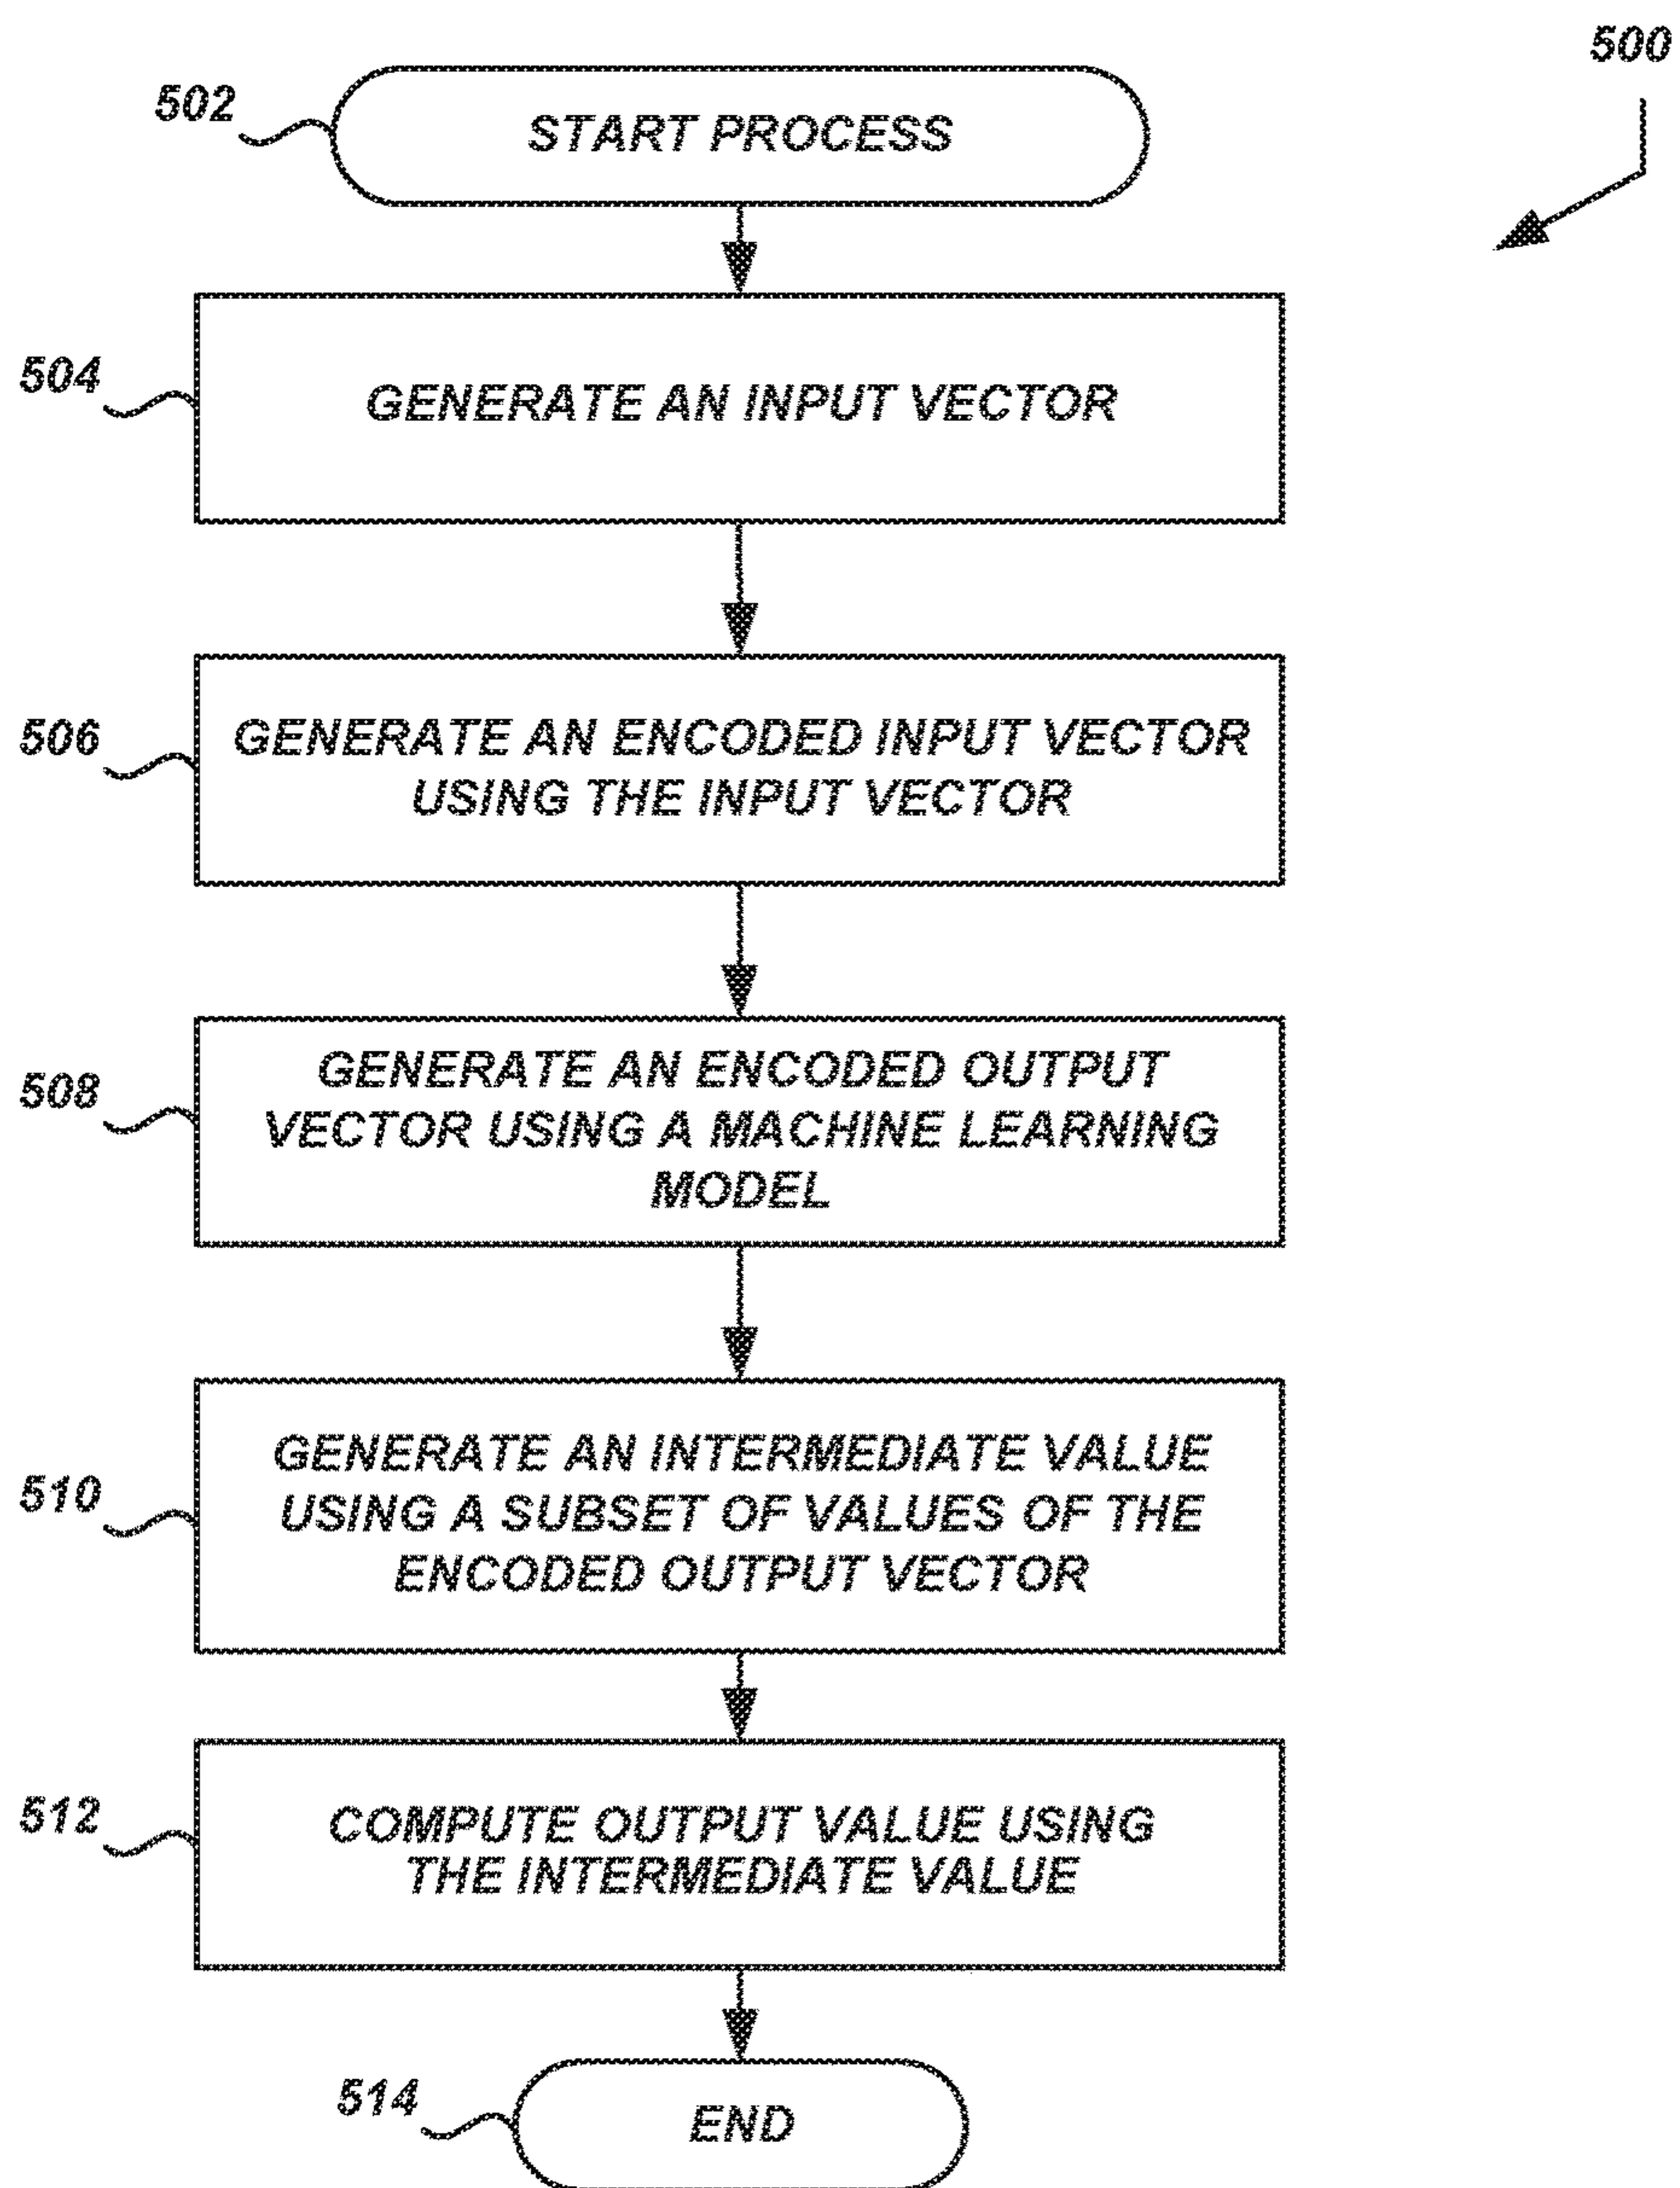 500
502
START PROCESS
504
GENERATE AN INPUT VECTOR
506
GENERATE AN ENCODED INPUT VECTOR
USING THE INPUT VECTOR
508
GENERATE AN ENCODED OUTPUT
VECTOR USING A MACHINE LEARNING
MODEL
510
GENERATE AN INTERMEDIATE VALUE
USING A SUBSET OF VALUES OF THE
ENCODED OUTPUT VECTOR
512
COMPUTE OUTPUT VALUE USING
THE INTERMEDIATE VALUE
514
END